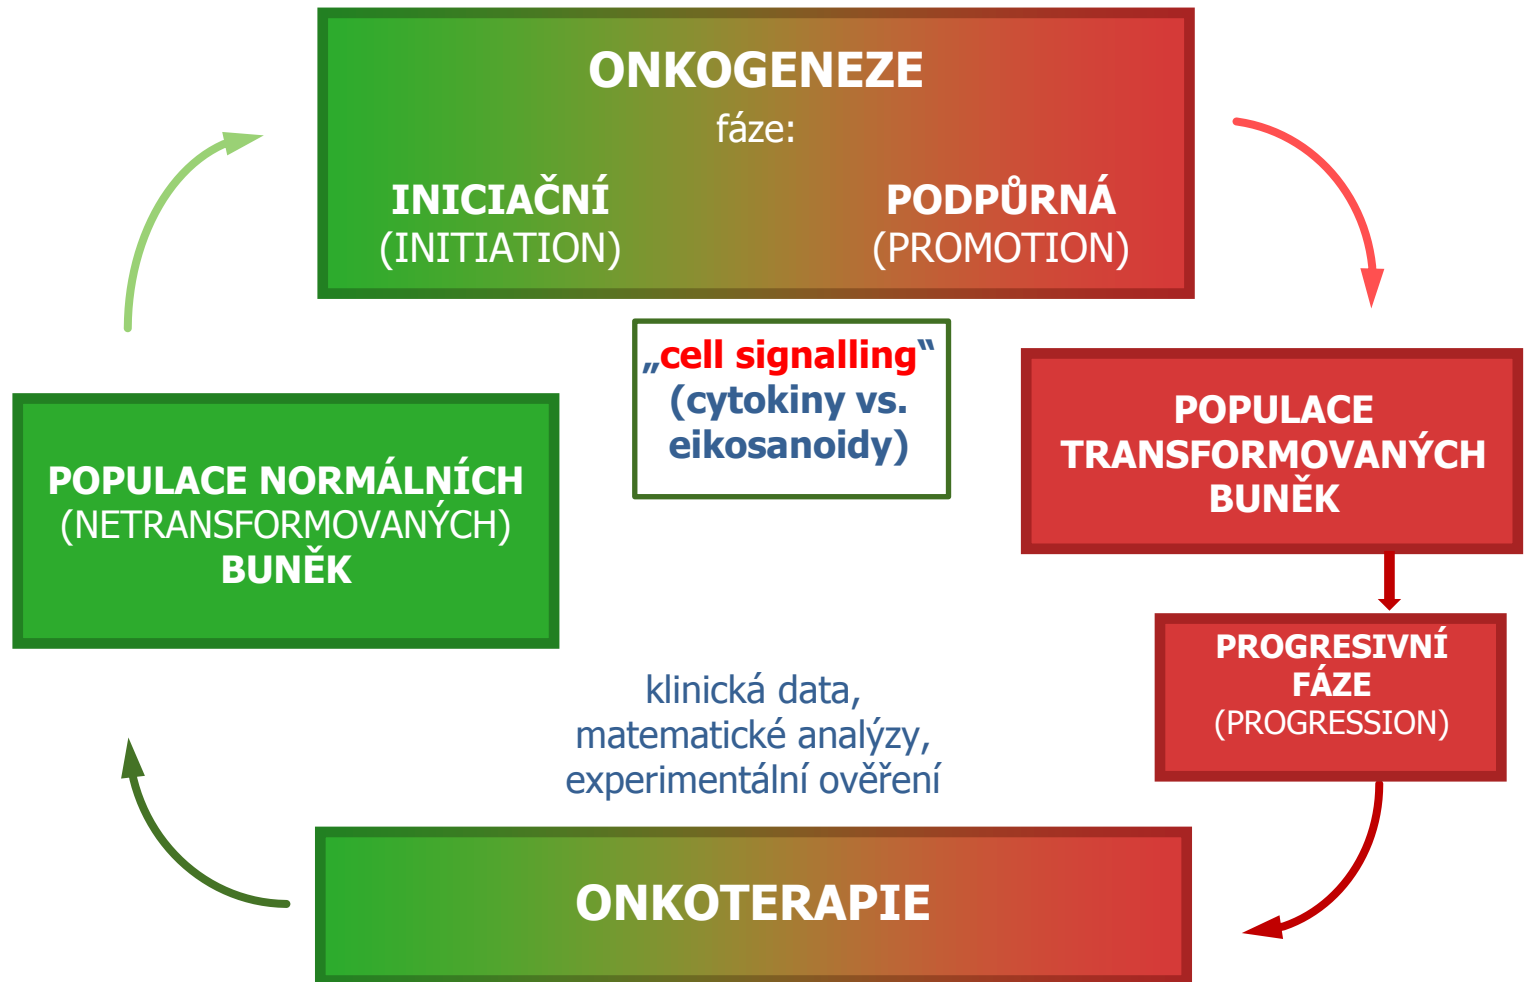 ONKOGENEZE
fáze:
INICIAČNÍ
(INITIATION)
PODPŮRNÁ
(PROMOTION)
„cell signalling“
(cytokiny vs.
eikosanoidy)
POPULACE NORMÁLNÍCH
(NETRANSFORMOVANÝCH)
BUNĚK
POPULACE
TRANSFORMOVANÝCH
BUNĚK
PROGRESIVNÍ
FÁZE
(PROGRESSION)
klinická data,
matematické analýzy,
experimentální ověření
ONKOTERAPIE